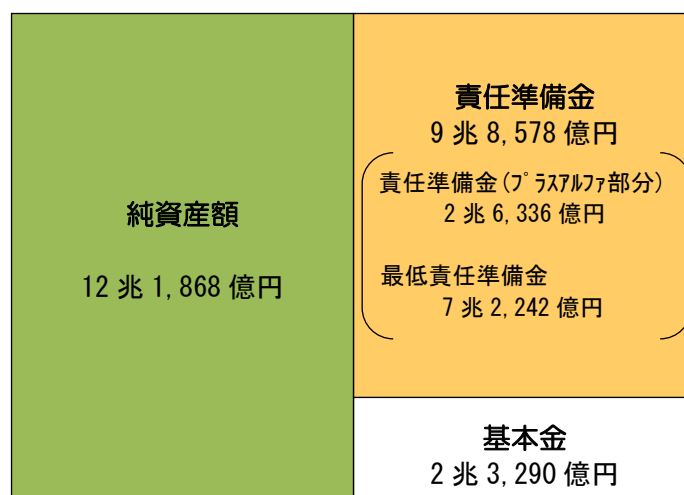 純資産額
12 兆 1,868 億円
責任準備金
9 兆 8,578 億円
責任準備金(ﾌﾟﾗｽｱﾙﾌｧ部分)
2 兆 6,336 億円
最低責任準備金
7 兆 2,242 億円
基本金
2 兆 3,290 億円